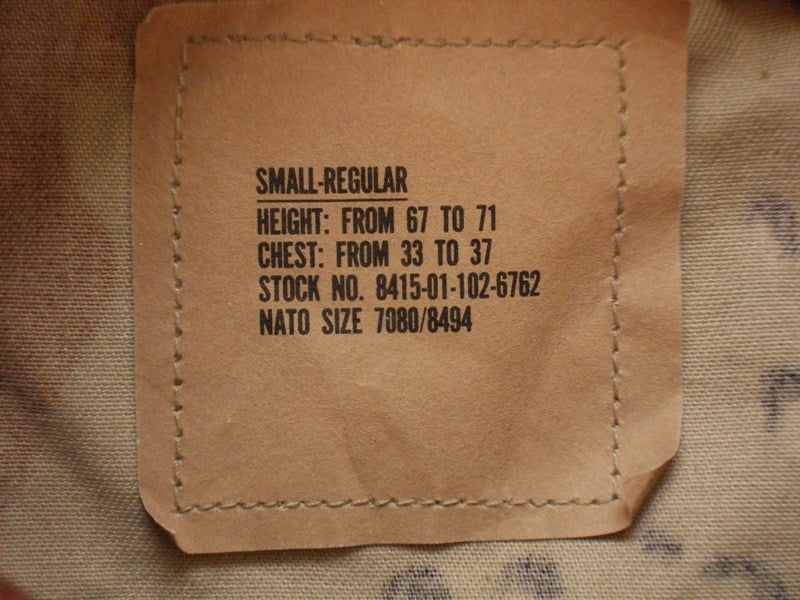 SMALL-REGULAR
HEIGHT: FROM 67 TO 71
CHEST: FROM 33 TO 37
STOCK NO. 8415-01-102-6762
NATO SIZE 7080/8494